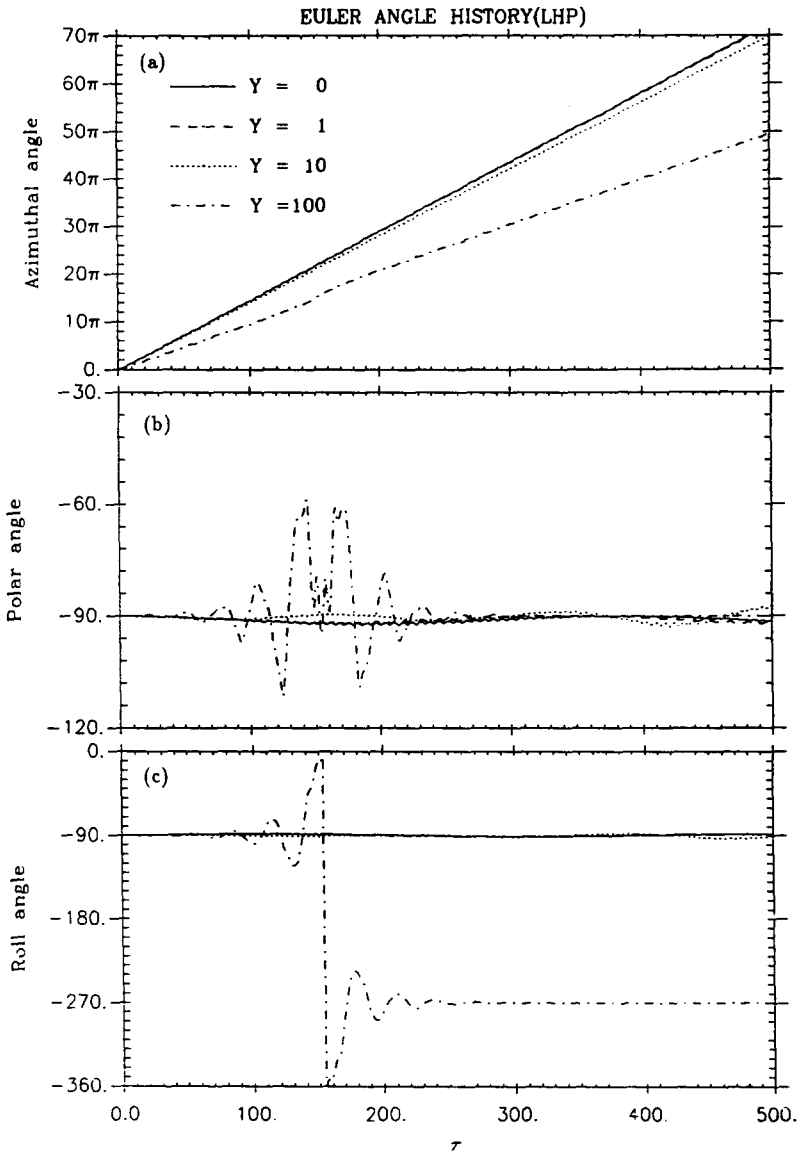 EULER ANGLE HISTORY(LHP)
70π
60π
50π
40π
30π
20π
10π
0.
Azimuthal angle
(a)
Y = 0
Y = 1
Y = 10
Y =100
-30.
-60.
-90.
-120.
Polar angle
(b)
0.
-90.
-180.
-270.
-360.
Roll angle
(c)
0.0 100. 200. 300. 400. 500.
τ